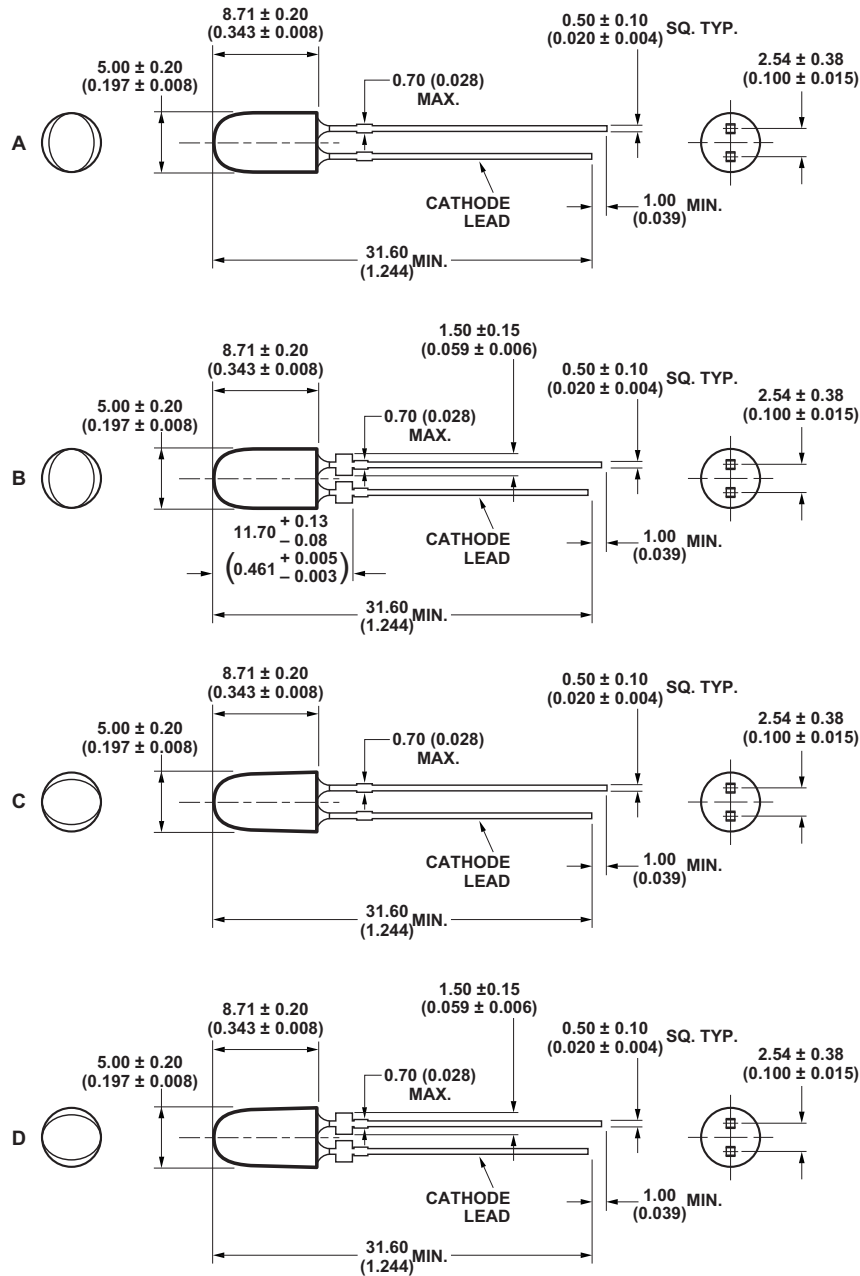 8.71 ± 0.20
(0.343 ± 0.008)
0.50 ± 0.10
(0.020 ± 0.004) SQ. TYP.
2.54 ± 0.38
(0.100 ± 0.015)
5.00 ± 0.20
(0.197 ± 0.008)
0.70 (0.028)
MAX.
A
CATHODE
LEAD
1.00 MIN.
(0.039)
31.60 MIN.
(1.244)
1.50 ±0.15
(0.059 ± 0.006)
8.71 ± 0.20
(0.343 ± 0.008)
0.50 ± 0.10
(0.020 ± 0.004) SQ. TYP.
2.54 ± 0.38
(0.100 ± 0.015)
5.00 ± 0.20
(0.197 ± 0.008)
0.70 (0.028)
MAX.
B
11.70 + 0.13
– 0.08
(0.461 + 0.005
– 0.003)
CATHODE
LEAD
1.00 MIN.
(0.039)
31.60 MIN.
(1.244)
8.71 ± 0.20
(0.343 ± 0.008)
0.50 ± 0.10
(0.020 ± 0.004) SQ. TYP.
2.54 ± 0.38
(0.100 ± 0.015)
5.00 ± 0.20
(0.197 ± 0.008)
0.70 (0.028)
MAX.
C
CATHODE
LEAD
1.00 MIN.
(0.039)
31.60 MIN.
(1.244)
1.50 ±0.15
(0.059 ± 0.006)
8.71 ± 0.20
(0.343 ± 0.008)
0.50 ± 0.10
(0.020 ± 0.004) SQ. TYP.
2.54 ± 0.38
(0.100 ± 0.015)
5.00 ± 0.20
(0.197 ± 0.008)
0.70 (0.028)
MAX.
D
CATHODE
LEAD
1.00 MIN.
(0.039)
31.60 MIN.
(1.244)